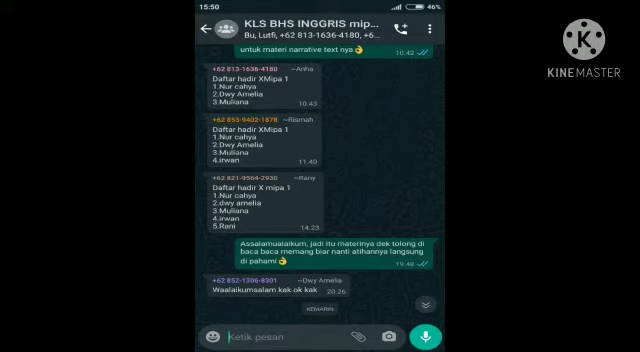 15:50
46%
KLS BHS INGGRIS mip...
Bu, Lutfi, +62 813-1636-4180, +6...
untuk materi narrative text nya👌
10.42
+62 813-1636-4180 ~Anha
Daftar hadir XMipa 1
1.Nur cahya
2.Dwy Amelia
3.Muliana
10.43
+62 853-9402-1878 ~Rismah
Daftar hadir XMipa 1
1.Nur cahya
2.Dwy Amelia
3.Muliana
4.irwan
11.40
+62 821-9564-2930 ~Rany
Daftar hadir X mipa 1
1.Nur cahya
2.dwy amelia
3.Muliana
4.irwan
5.Rani
14.23
Assalamualaikum, jadi itu materinya dek tolong di
baca baca memang biar nanti atihannya langsung
di pahami👌
19.48
+62 852-1306-8301 ~Dwy Amelia
Waalaikumsalam kak ok kak
20.26
KEMARIN
Ketik pesan
KINEMASTER